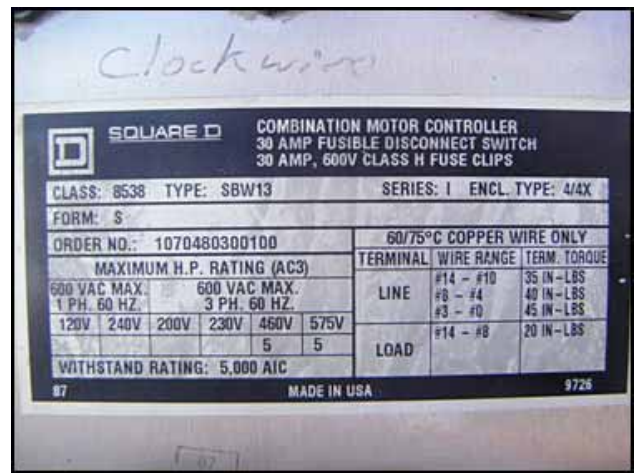 Clockwise
SQUARE D
COMBINATION MOTOR CONTROLLER
30 AMP FUSIBLE DISCONNECT SWITCH
30 AMP, 600V CLASS H FUSE CLIPS
CLASS: 8538 TYPE: SBW13 SERIES: I ENCL. TYPE: 4/4X
FORM: S
ORDER NO.: 1070480300100
MAXIMUM H.P. RATING (AC3)
600 VAC MAX. 600 VAC MAX.
1 PH. 60 HZ. 3 PH. 60 HZ.
120V 240V 200V 230V 460V 575V
5 5
WITHSTAND RATING: 5,000 AIC
60/75°C COPPER WIRE ONLY
TERMINAL WIRE RANGE TERM. TORQUE
LINE
#14 - #10 35 IN-LBS
#8 - #4 40 IN-LBS
#3 - #0 45 IN-LBS
LOAD
#14 - #8 20 IN-LBS
87 MADE IN USA 9726